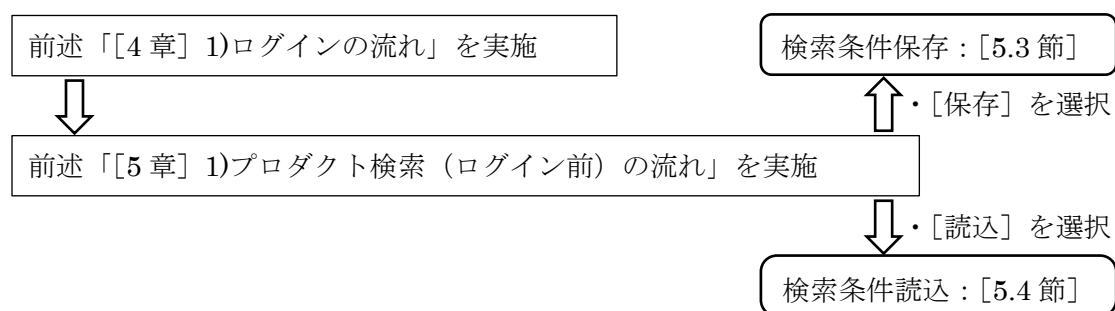 前述「[4 章] 1)ログインの流れ」を実施
検索条件保存：[5.3 節]
・[保存] を選択
前述「[5 章] 1)プロダクト検索（ログイン前）の流れ」を実施
・[読込] を選択
検索条件読込：[5.4 節]